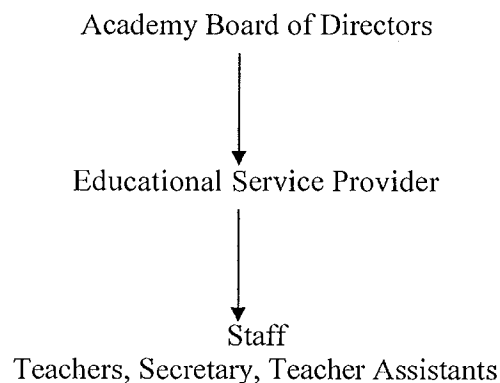 Academy Board of Directors
Educational Service Provider
Staff
Teachers, Secretary, Teacher Assistants